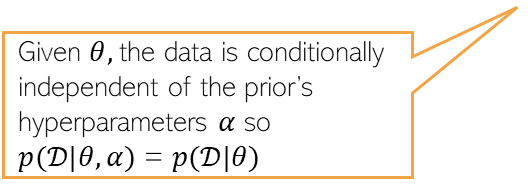 Given 𝜃, the data is conditionally
independent of the prior's
hyperparameters 𝛼 so
𝑝(𝒟|𝜃, 𝛼) = 𝑝(𝒟|𝜃)